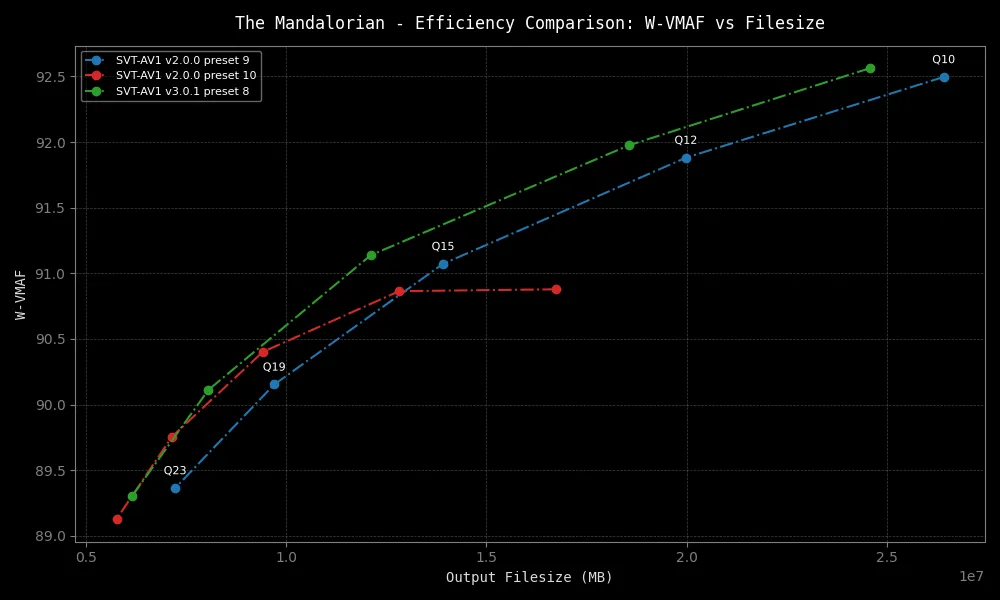 The Mandalorian - Efficiency Comparison: W-VMAF vs Filesize
SVT-AV1 v2.0.0 preset 9
SVT-AV1 v2.0.0 preset 10
SVT-AV1 v3.0.1 preset 8
Q10
Q12
Q15
Q19
Q23
92.5
92.0
91.5
91.0
90.5
90.0
89.5
89.0
W-VMAF
0.5 1.0 1.5 2.0 2.5
1e7
Output Filesize (MB)